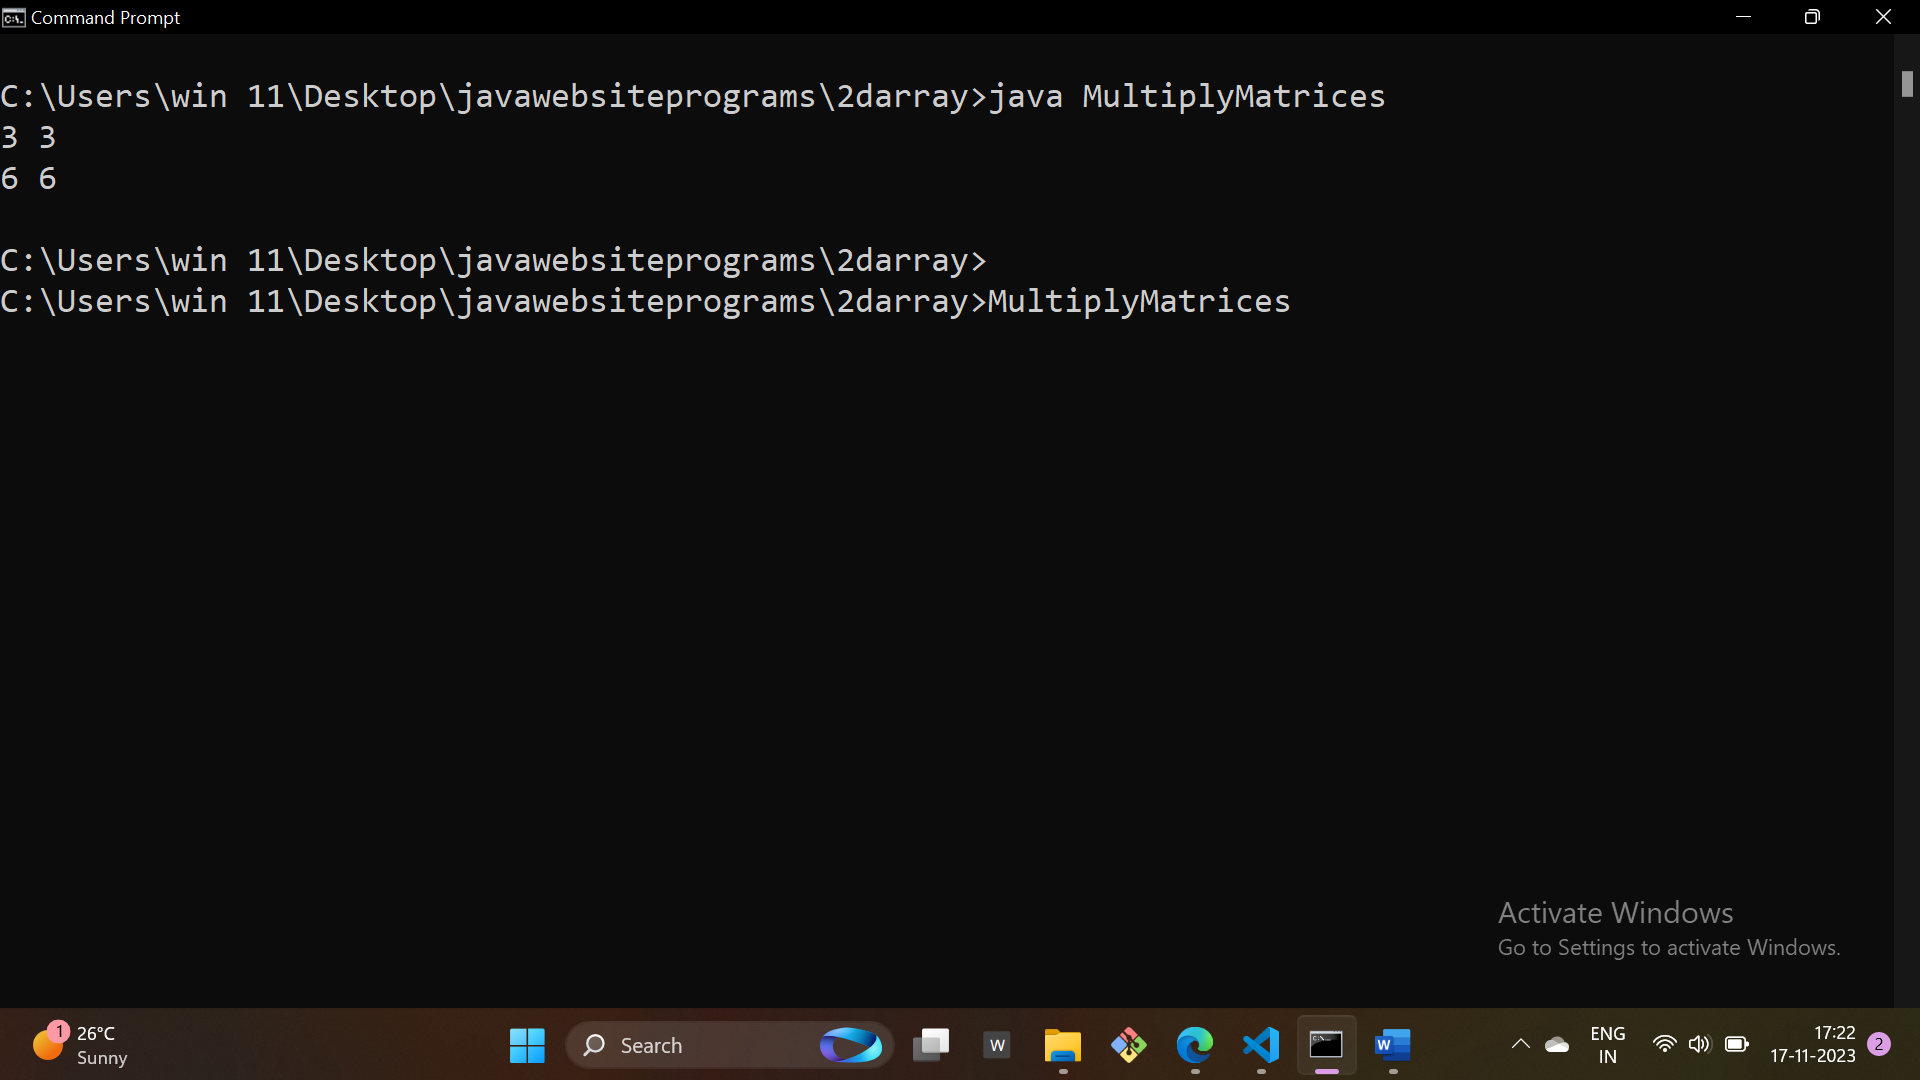 Command Prompt
C:\Users\win 11\Desktop\javawebsiteprograms\2darray>java MultiplyMatrices
3 3
6 6
C:\Users\win 11\Desktop\javawebsiteprograms\2darray>
C:\Users\win 11\Desktop\javawebsiteprograms\2darray>MultiplyMatrices
Activate Windows
Go to Settings to activate Windows.
1
26°C
Sunny
Search
W
W
ENG
IN
17:22
17-11-2023
2